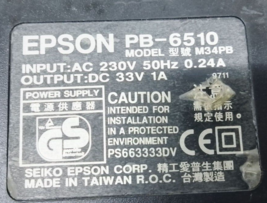 EPSON PB-6510
MODEL 型號 M34PB
INPUT:AC 230V 50Hz 0.24A
OUTPUT:DC 33V 1A
9711
POWER SUPPLY
電源供應器
CAUTION
INTENDED FOR
INSTALLATION
IN A PROTECTED
ENVIRONMENT
PS663333DV
指示
規定使用。
GS
SEIKO EPSON CORP. 精工愛普生集團
MADE IN TAIWAN R.O.C. 台灣製造